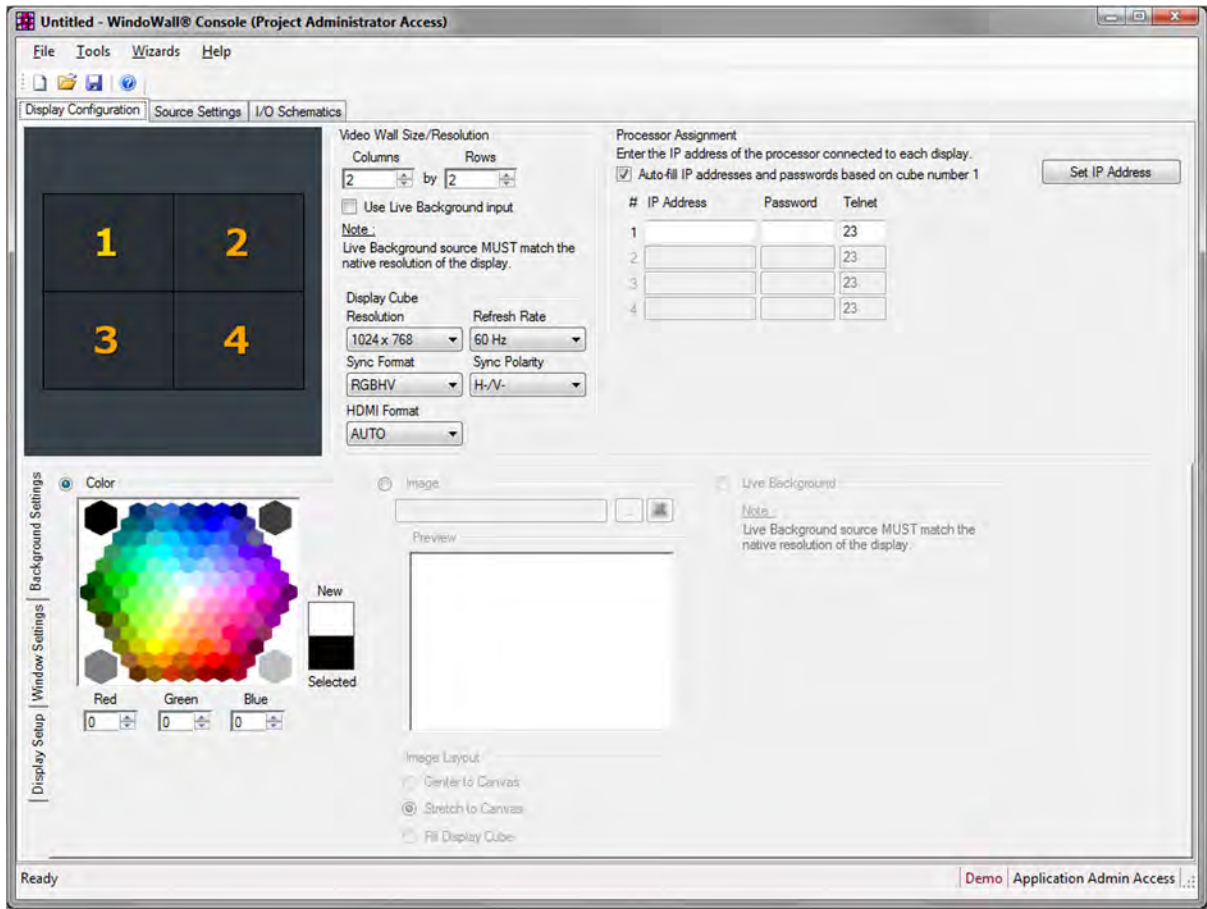 Untitled - WindoWall® Console (Project Administrator Access)
File Tools Wizards Help
Display Configuration Source Settings I/O Schematics
1 2
3 4
Video Wall Size/Resolution
Columns Rows
2 by 2
Use Live Background input
Note :
Live Background source MUST match the
native resolution of the display.
Display Cube
Resolution Refresh Rate
1024 x 768 60 Hz
Sync Format Sync Polarity
RGBHV H-/V-
HDMI Format
AUTO
Processor Assignment
Enter the IP address of the processor connected to each display.
Auto-fill IP addresses and passwords based on cube number 1
Set IP Address
# IP Address Password Telnet
1 23
2 23
3 23
4 23
Background Settings
Window Settings
Display Setup
Color
New
Selected
Red Green Blue
0 0 0
Image
...
Preview
Image Layout
Center to Canvas
Stretch to Canvas
Fill Display Cube
Live Background
Note :
Live Background source MUST match the
native resolution of the display.
Ready
Demo Application Admin Access